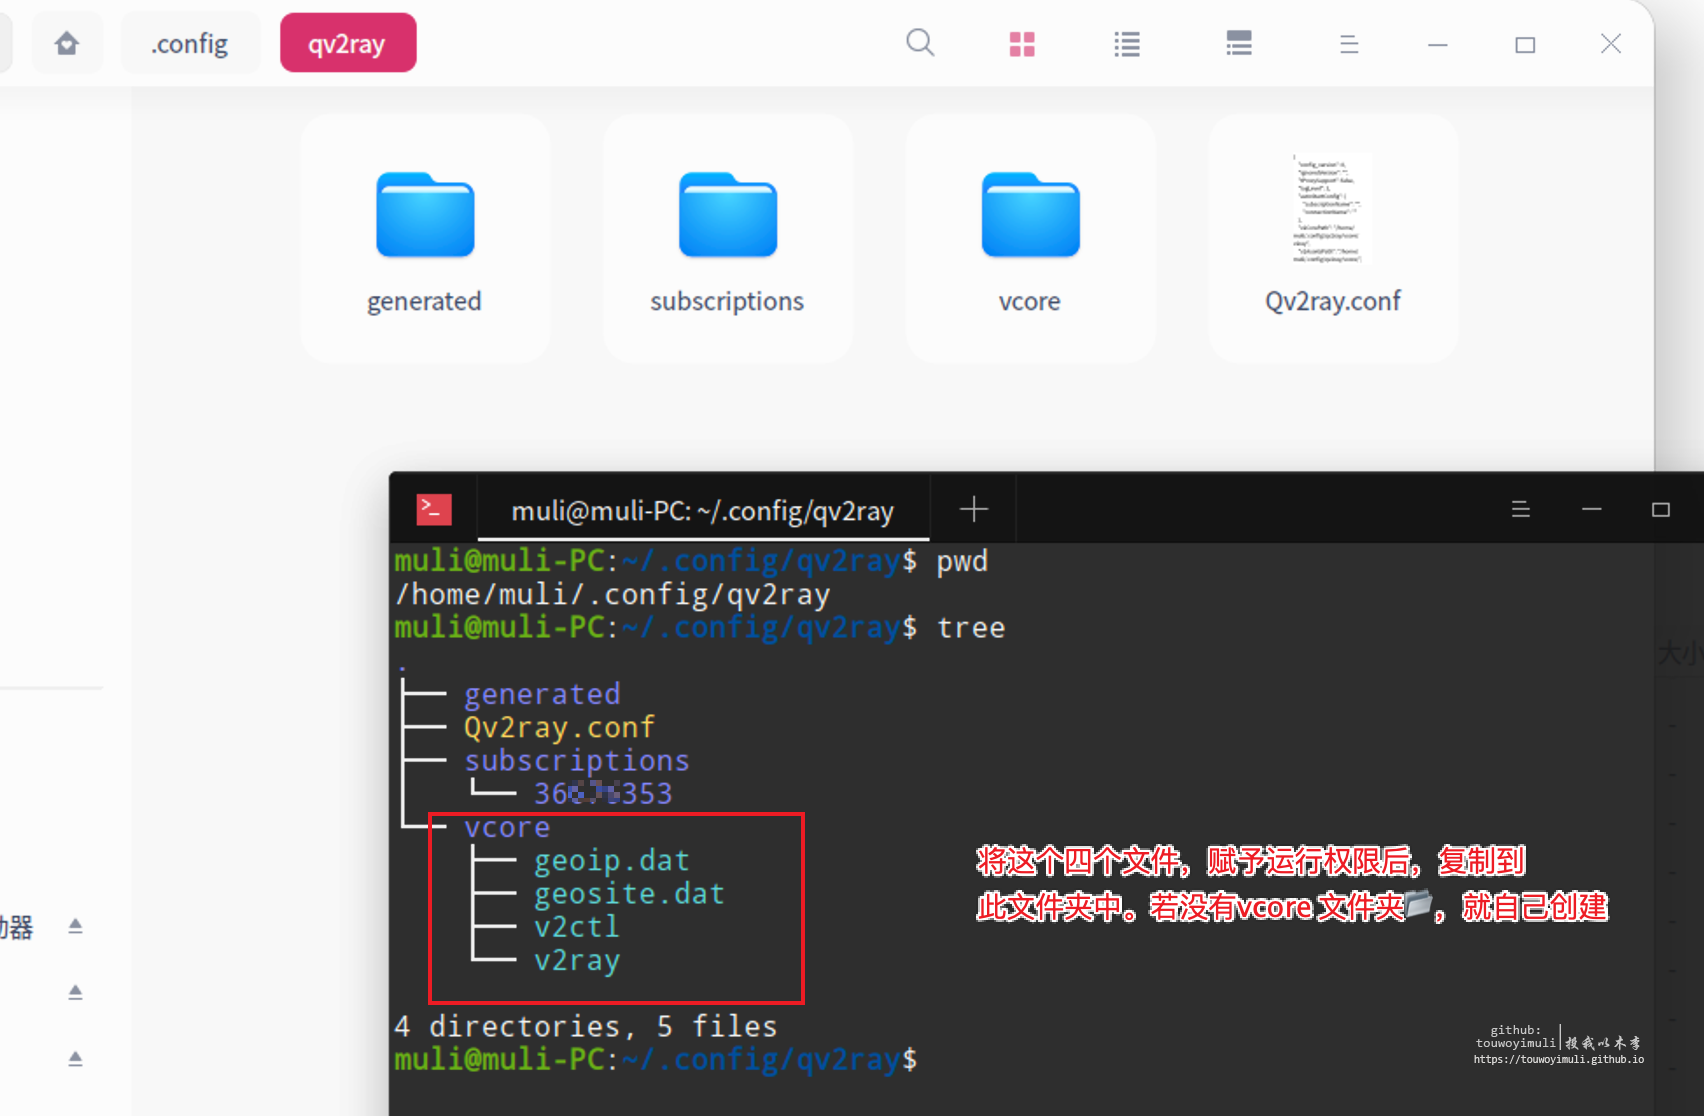 .config
qv2ray
generated
subscriptions
vcore
Qv2ray.conf
muli@muli-PC: ~/.config/qv2ray
muli@muli-PC:~/.config/qv2ray$ pwd
/home/muli/.config/qv2ray
muli@muli-PC:~/.config/qv2ray$ tree
.
├── generated
├── Qv2ray.conf
├── subscriptions
│   └── 36 353
└── vcore
├── geoip.dat
├── geosite.dat
├── v2ctl
└── v2ray
4 directories, 5 files
muli@muli-PC:~/.config/qv2ray$
将这个四个文件，赋予运行权限后，复制到
此文件夹中。若没有vcore 文件夹📂，就自己创建
大小
动器
github:
touwoyimuli
投我以木李
https://touwoyimuli.github.io